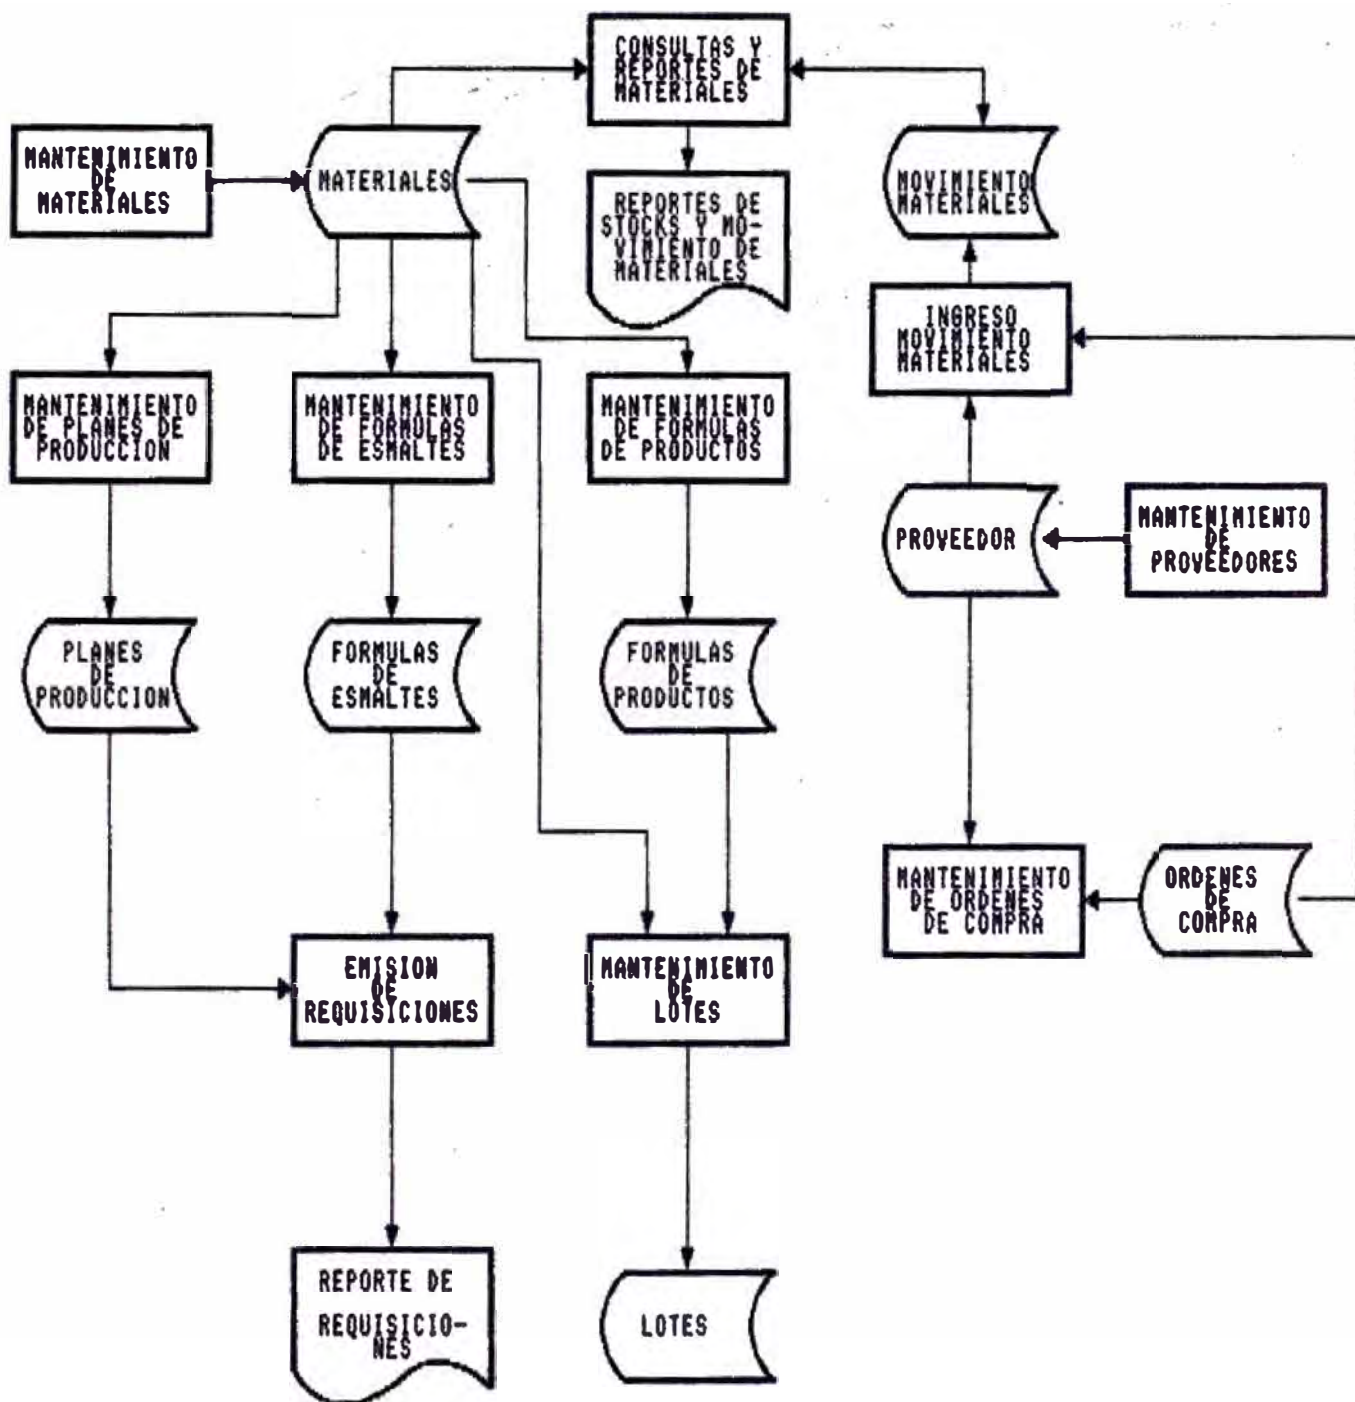 CONSULTAS Y
REPORTES DE
MATERIALES
MANTENIMIENTO
DE
MATERIALES
MATERIALES
REPORTES DE
STOCKS Y MO-
VIMIENTO DE
MATERIALES
MOVIMIENTO
MATERIALES
INGRESO
MOVIMIENTO
MATERIALES
MANTENIMIENTO
DE PLANES DE
PRODUCCION
MANTENIMIENTO
DE FORMULAS
DE ESMALTES
MANTENIMIENTO
DE FORMULAS
DE PRODUCTOS
PROVEEDOR
MANTENIMIENTO
DE
PROVEEDORES
PLANES
DE
PRODUCCION
FORMULAS
DE
ESMALTES
FORMULAS
DE
PRODUCTOS
MANTENIMIENTO
DE ORDENES
DE COMPRA
ORDENES
DE
COMPRA
EMISION
DE
REQUISICIONES
MANTENIMIENTO
DE
LOTES
REPORTE DE
REQUISICIO-
NES
LOTES